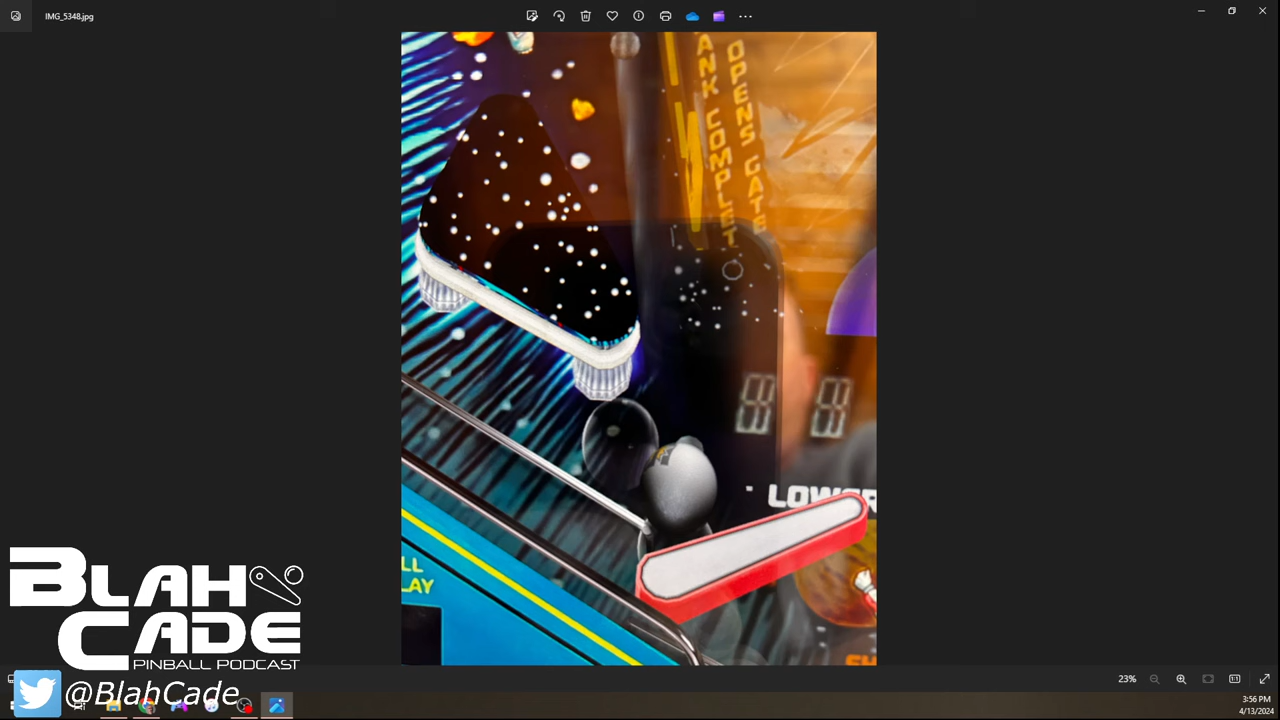 IMG_5348.jpg
OPENS GATE
ANK COMPLET
LOWER
LL
LAY
BLAH
CADE
PINBALL PODCAST
@BlahCade
23%
3:56 PM
4/13/2024